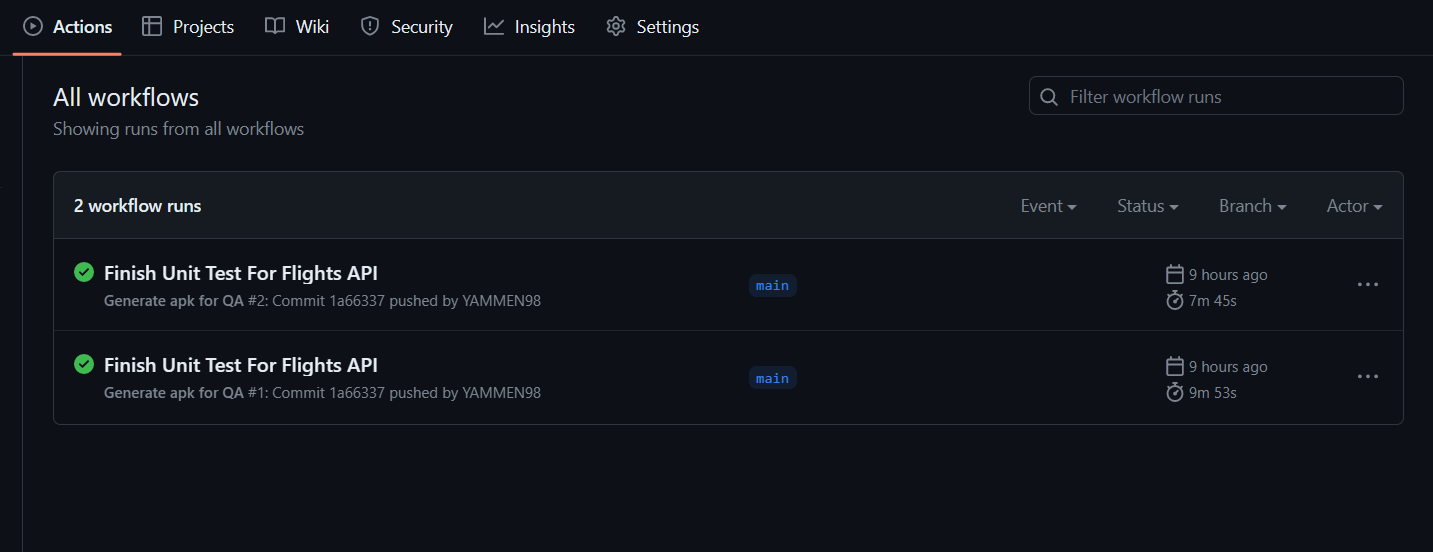 Actions Projects Wiki Security Insights Settings
All workflows
Filter workflow runs
Showing runs from all workflows
2 workflow runs Event Status Branch Actor
Finish Unit Test For Flights API
Generate apk for QA #2: Commit 1a66337 pushed by YAMMEN98
main
9 hours ago
7m 45s
Finish Unit Test For Flights API
Generate apk for QA #1: Commit 1a66337 pushed by YAMMEN98
main
9 hours ago
9m 53s